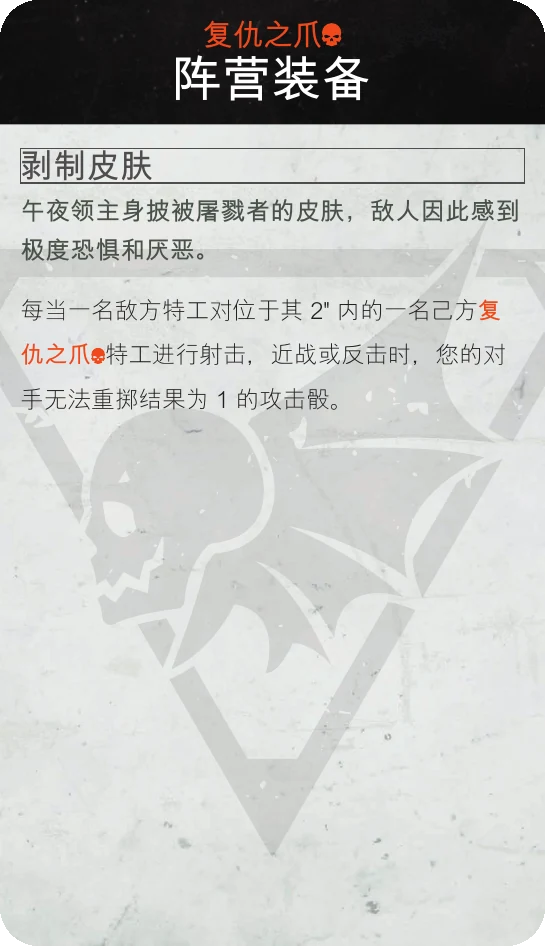 复仇之爪
阵营装备
剥制皮肤
午夜领主身披被屠戮者的皮肤，敌人因此感到
极度恐惧和厌恶。
每当一名敌方特工对位于其 2" 内的一名己方复
仇之爪特工进行射击，近战或反击时，您的对
手无法重掷结果为 1 的攻击骰。